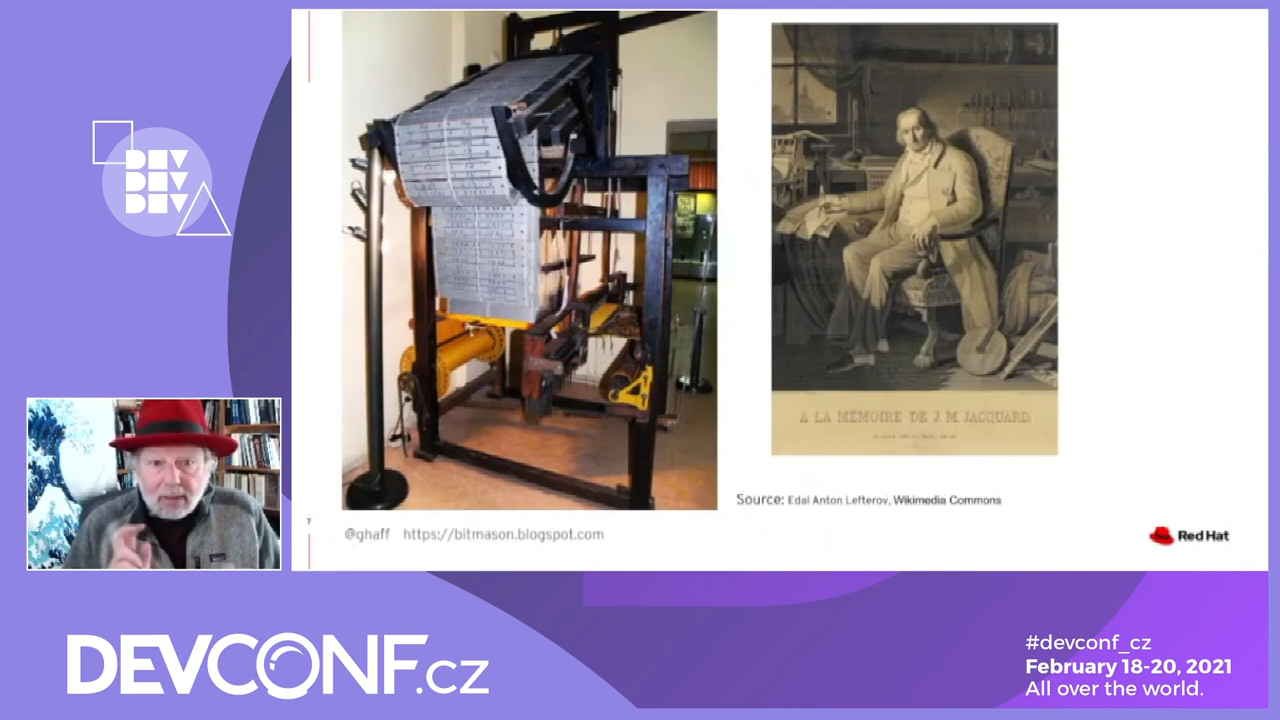 DEV
DEV
DEV
A LA MÉMOIRE DE J. M. JACQUARD.
Source: Edal Anton Lefterov, Wikimedia Commons
7
@ghaff https://bitmason.blogspot.com
Red Hat
DEVCONF.cz
#devconf_cz
February 18-20, 2021
All over the world.